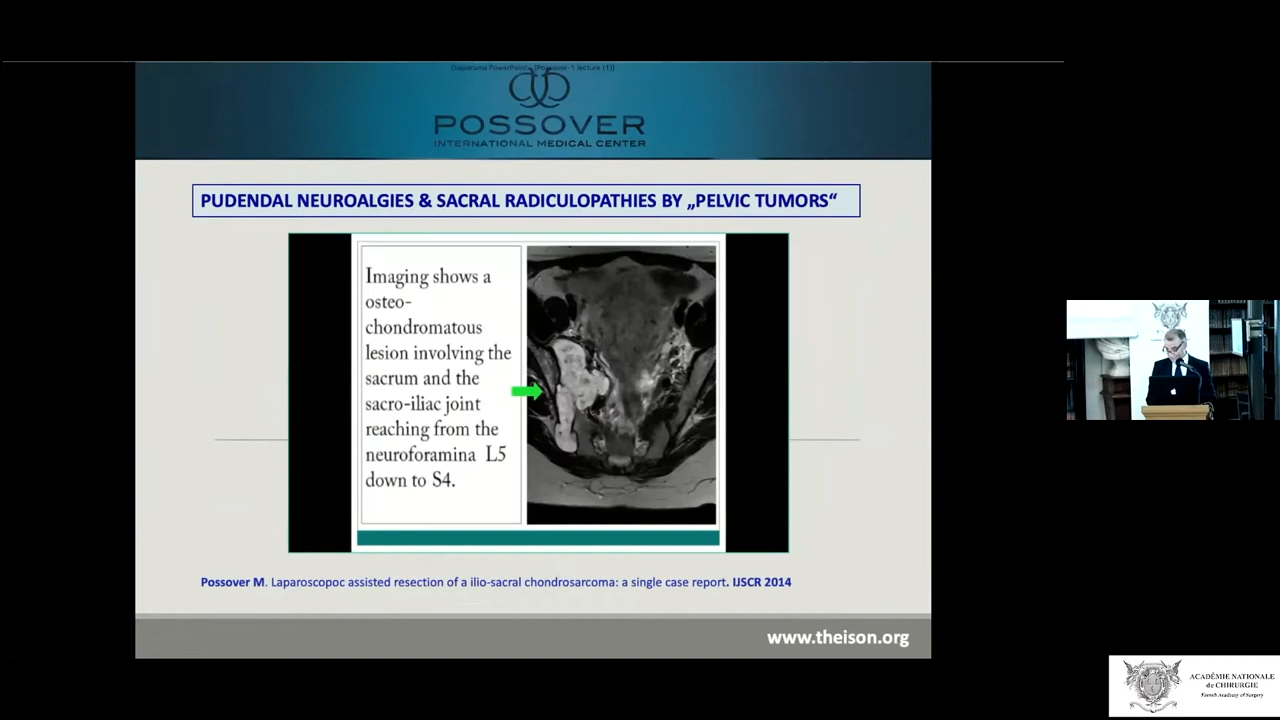 Diaporama PowerPoint - [Possover-1 lecture (1)]
POSSOVER
INTERNATIONAL MEDICAL CENTER
PUDENDAL NEUROALGIES & SACRAL RADICULOPATHIES BY „PELVIC TUMORS“
Imaging shows a
osteo-
chondromatous
lesion involving the
sacrum and the
sacro-iliac joint
reaching from the
neuroforamina L5
down to S4.
Possover M. Laparoscopoc assisted resection of a ilio-sacral chondrosarcoma: a single case report. IJSCR 2014
www.theison.org
ACADÉMIE NATIONALE
de CHIRURGIE
French Academy of Surgery